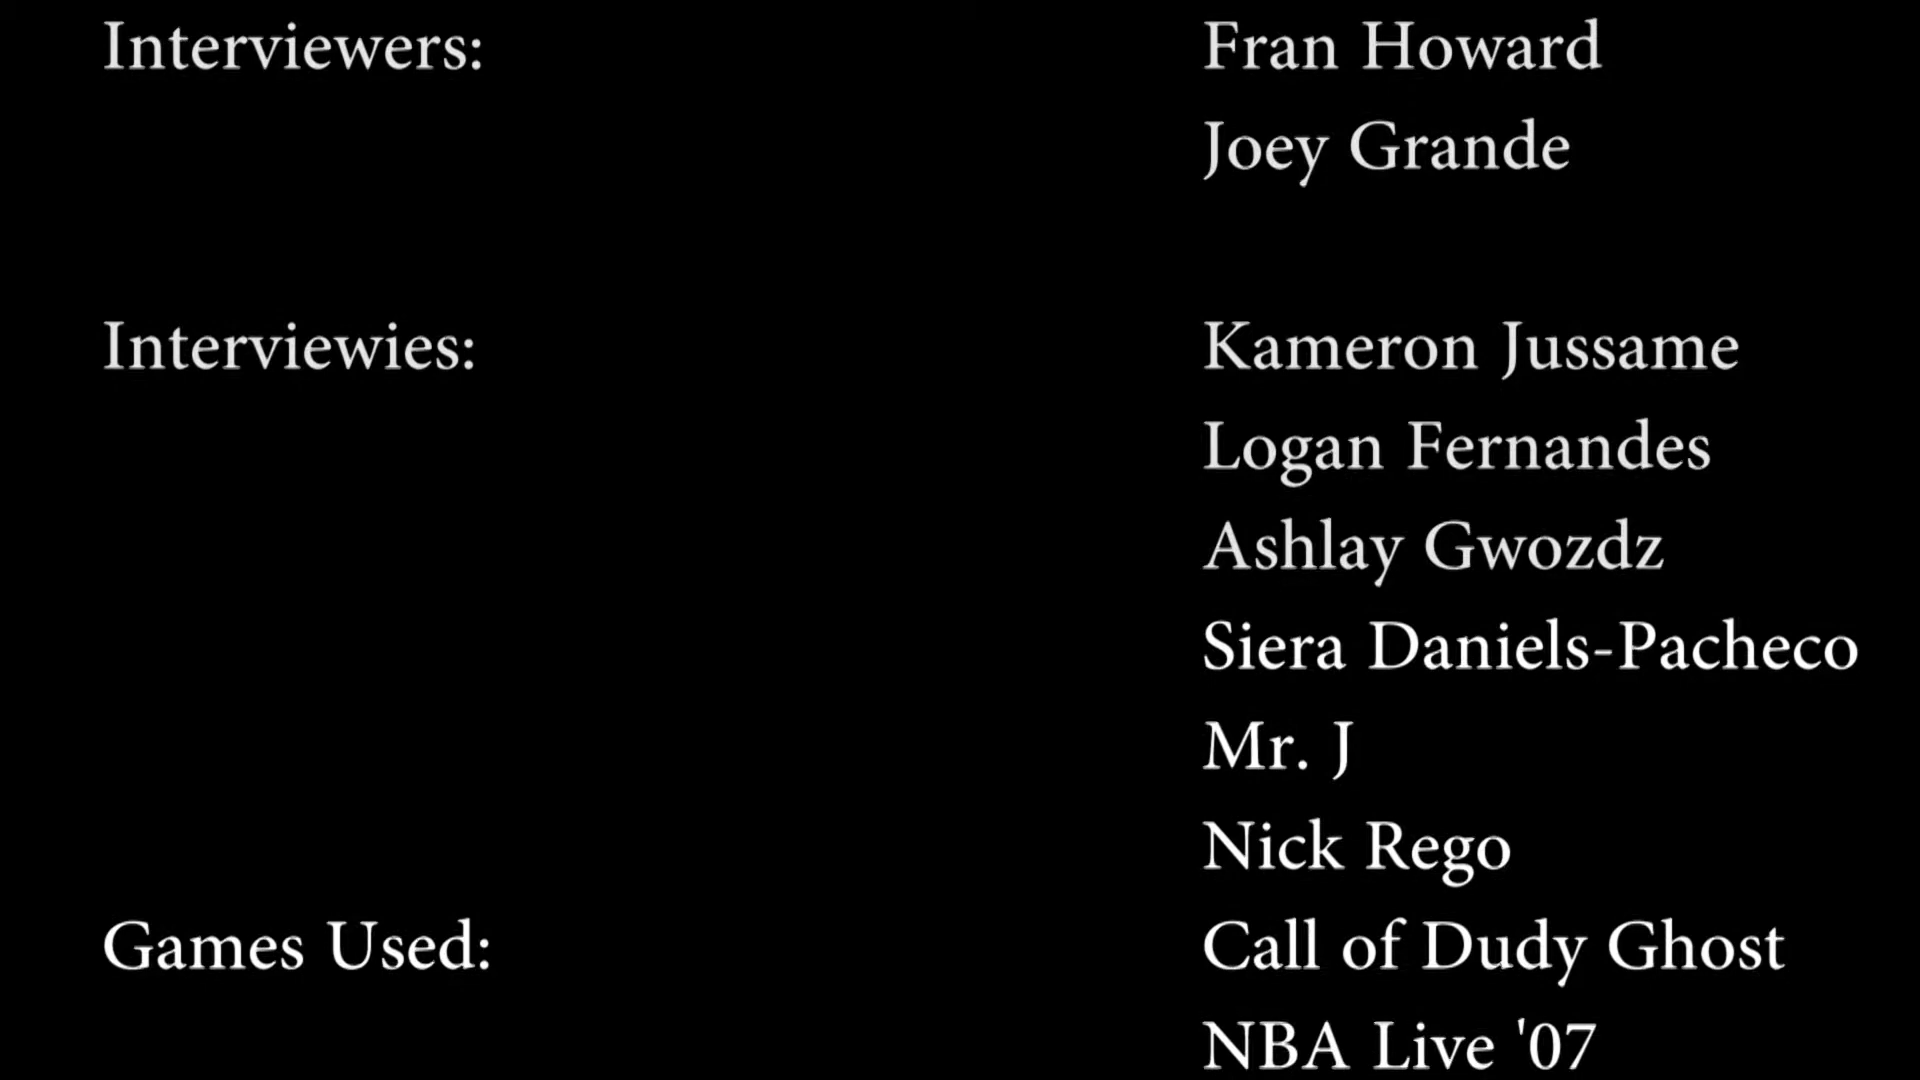 Interviewers: Fran Howard
Joey Grande
Interviewies: Kameron Jussame
Logan Fernandes
Ashlay Gwozdz
Siera Daniels-Pacheco
Mr. J
Nick Rego
Games Used: Call of Dudy Ghost
NBA Live '07